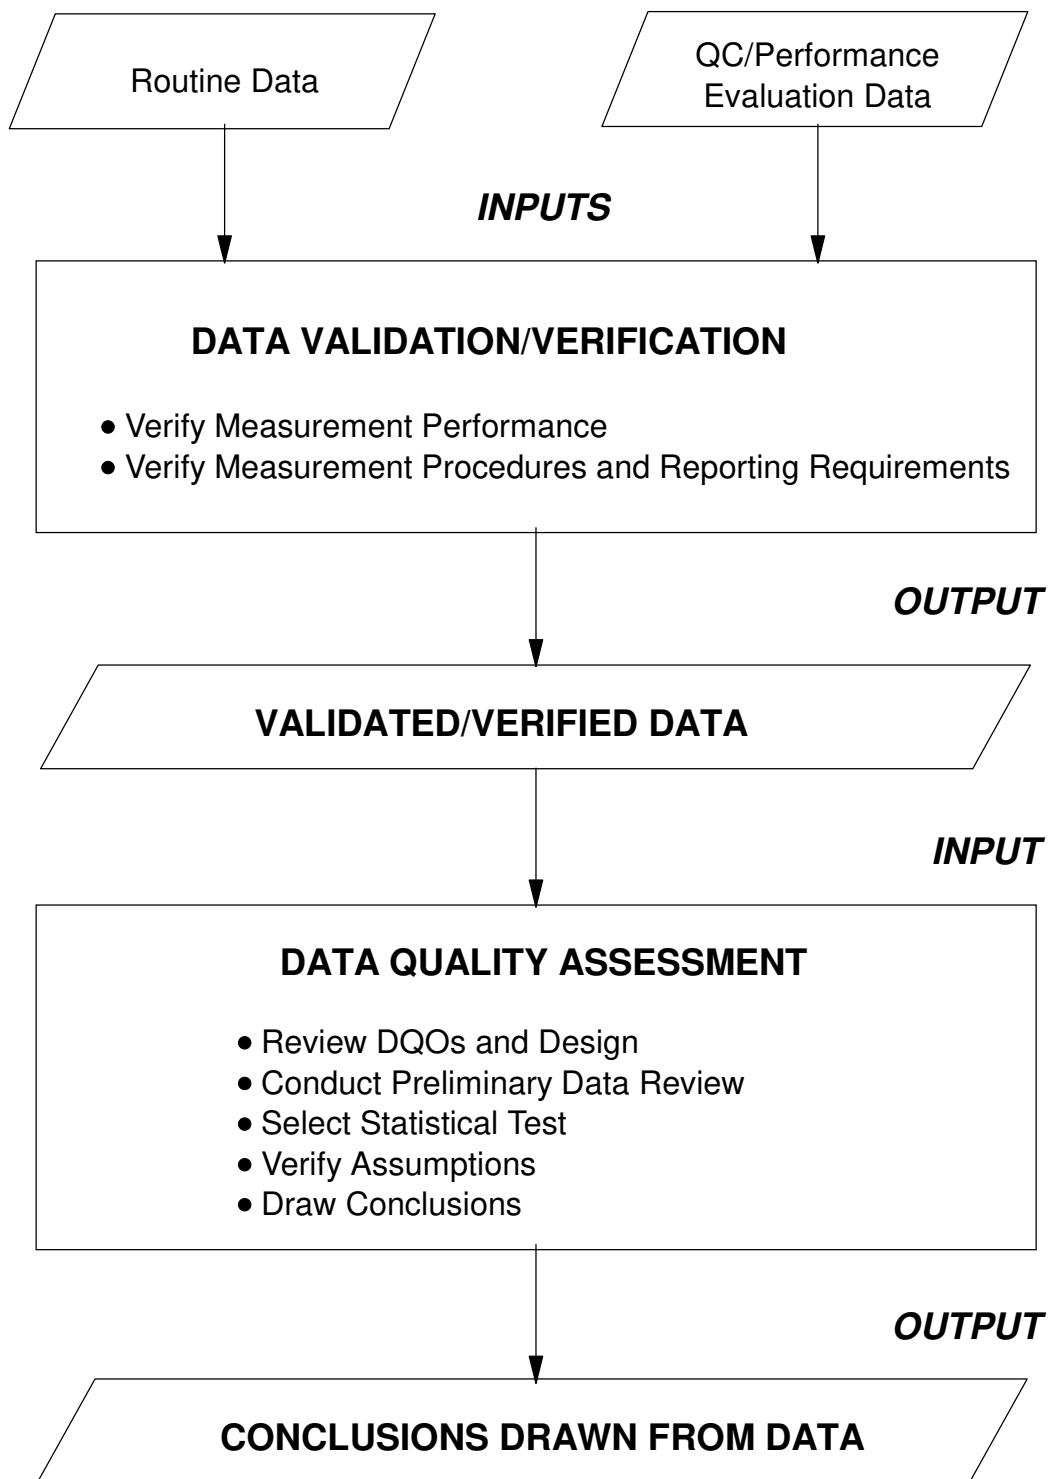 Routine Data
QC/Performance
Evaluation Data
INPUTS
DATA VALIDATION/VERIFICATION
• Verify Measurement Performance
• Verify Measurement Procedures and Reporting Requirements
OUTPUT
VALIDATED/VERIFIED DATA
INPUT
DATA QUALITY ASSESSMENT
• Review DQOs and Design
• Conduct Preliminary Data Review
• Select Statistical Test
• Verify Assumptions
• Draw Conclusions
OUTPUT
CONCLUSIONS DRAWN FROM DATA